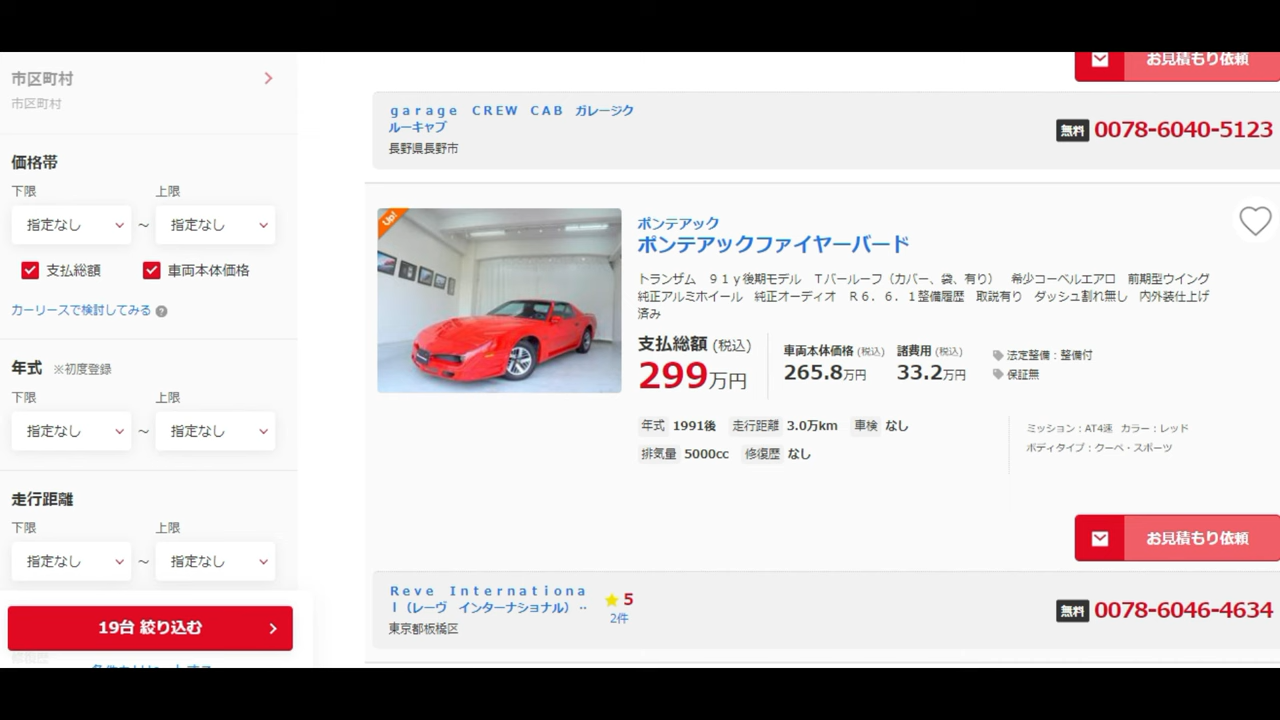 市区町村
市区町村
価格帯
下限 上限
指定なし ～ 指定なし
支払総額 車両本体価格
カーリースで検討してみる ?
年式 ※初度登録
下限 上限
指定なし ～ 指定なし
走行距離
下限 上限
指定なし ～ 指定なし
19台 絞り込む
お見積もり依頼
ｇａｒａｇｅ　ＣＲＥＷ　ＣＡＢ　ガレージク
ルーキャブ
長野県長野市
無料 0078-6040-5123
Up!
ポンテアック
ポンテアックファイヤーバード
トランザム　９１ｙ後期モデル　Ｔバールーフ（カバー、袋、有り）　希少コーベルエアロ　前期型ウイング
純正アルミホイール　純正オーディオ　Ｒ６．６．１整備履歴　取説有り　ダッシュ割れ無し　内外装仕上げ
済み
支払総額 (税込)
299万円
車両本体価格 (税込) 諸費用 (税込)
265.8万円 33.2万円
法定整備：整備付
保証無
年式 1991後 走行距離 3.0万km 車検 なし
排気量 5000cc 修復歴 なし
ミッション：AT4速 カラー：レッド
ボディタイプ：クーペ・スポーツ
お見積もり依頼
Ｒｅｖｅ　Ｉｎｔｅｒｎａｔｉｏｎａ
ｌ（レーヴ　インターナショナル） ‥
東京都板橋区
5
2件
無料 0078-6046-4634